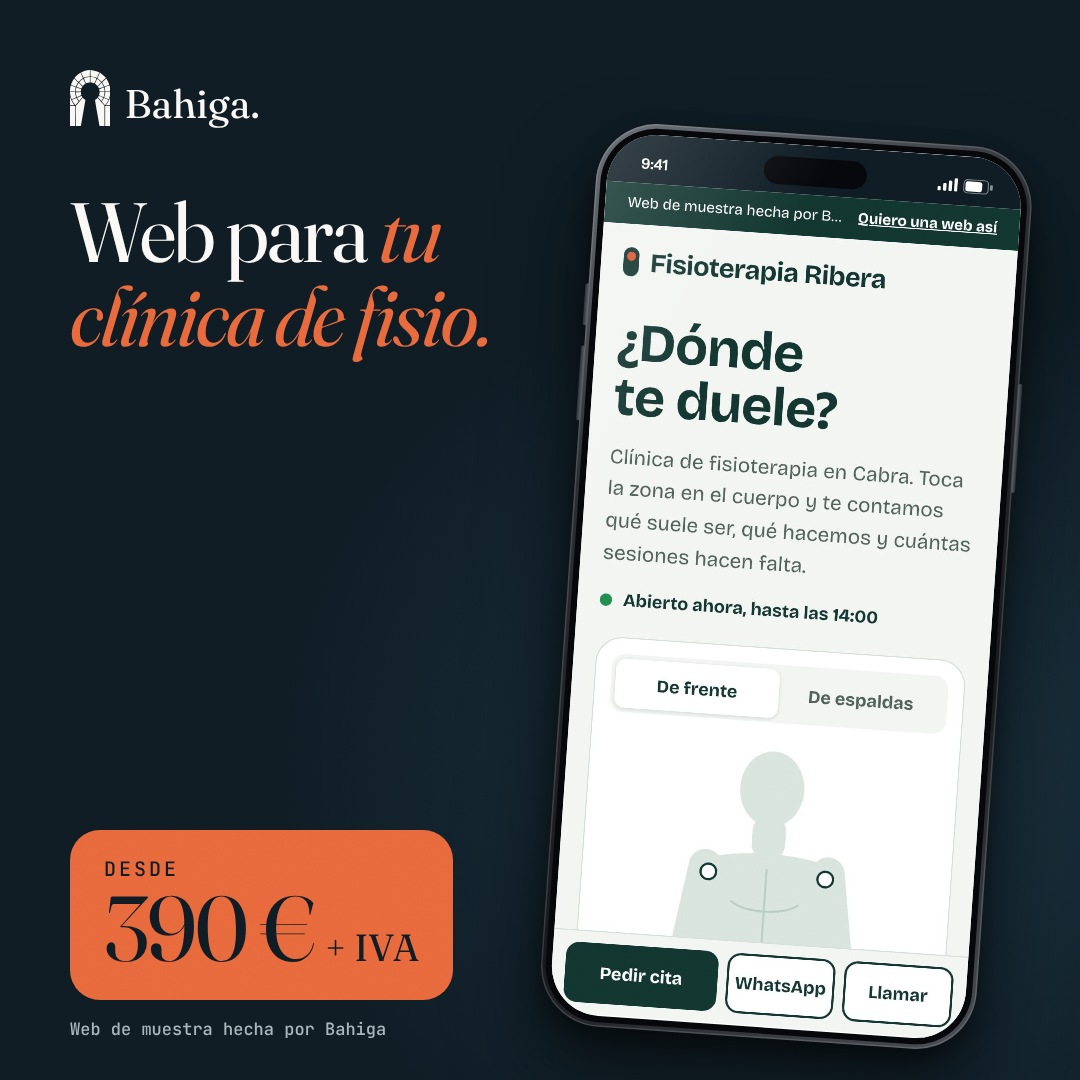 Bahiga.
Web para tu
clínica de fisio.
DESDE
390 € + IVA
Web de muestra hecha por Bahiga
9:41
Web de muestra hecha por B... Quiero una web así
Fisioterapia Ribera
¿Dónde
te duele?
Clínica de fisioterapia en Cabra. Toca
la zona en el cuerpo y te contamos
qué suele ser, qué hacemos y cuántas
sesiones hacen falta.
Abierto ahora, hasta las 14:00
De frente De espaldas
Pedir cita WhatsApp Llamar